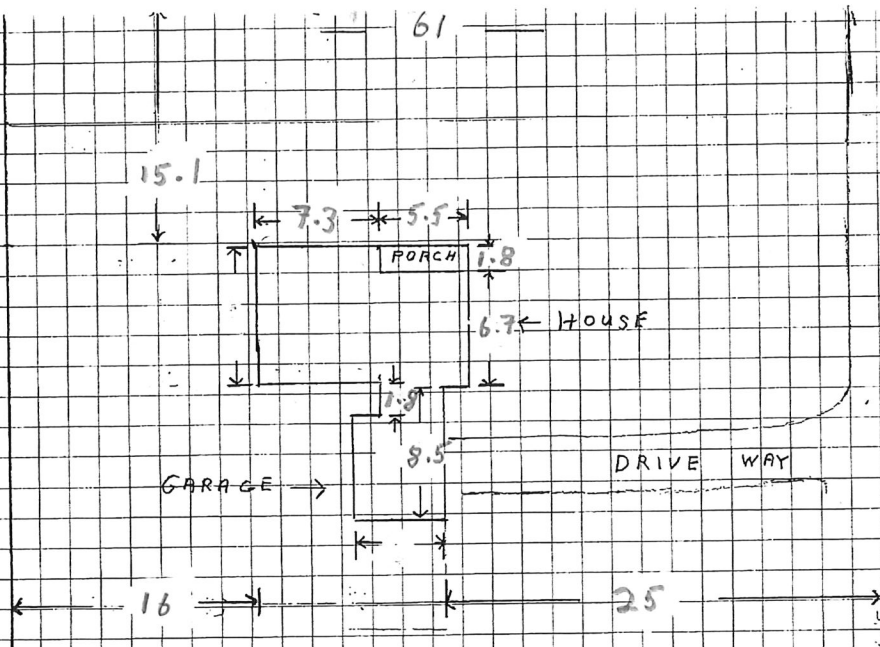 61
15.1
7.3 5.5
PORCH 1.8
6.7 ← HOUSE
1.8
8.5
DRIVE WAY
GARAGE →
16 25